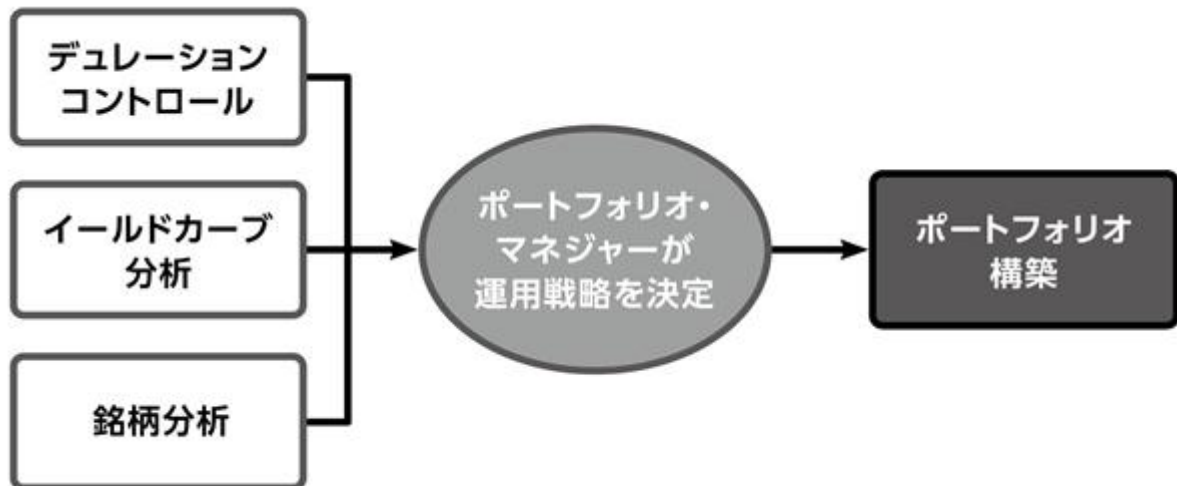 デュレーション
コントロール
イールドカーブ
分析
銘柄分析
ポートフォリオ・
マネジャーが
運用戦略を決定
ポートフォリオ
構築